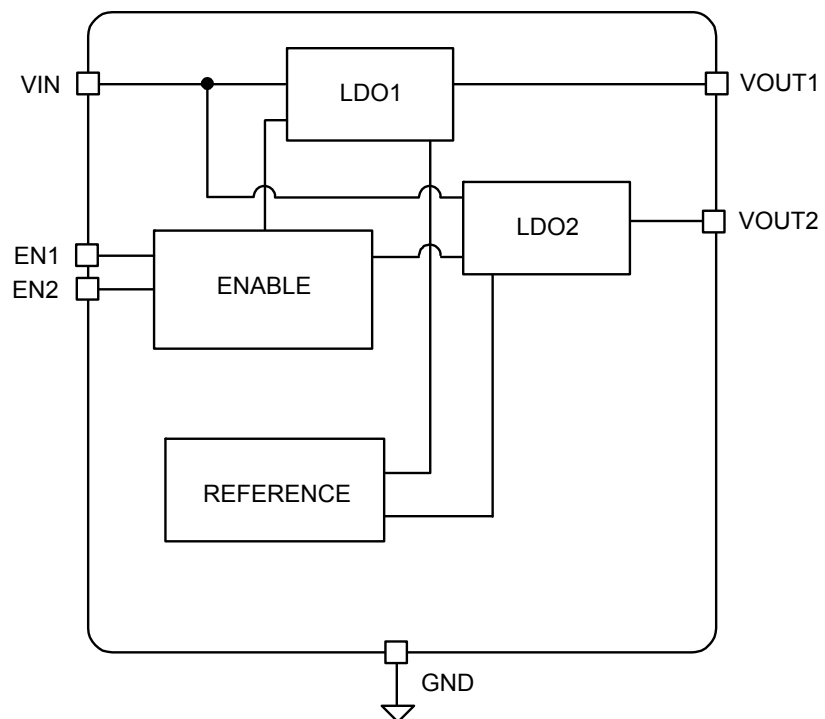 VIN
LDO1
VOUT1
LDO2
VOUT2
EN1
EN2
ENABLE
REFERENCE
GND